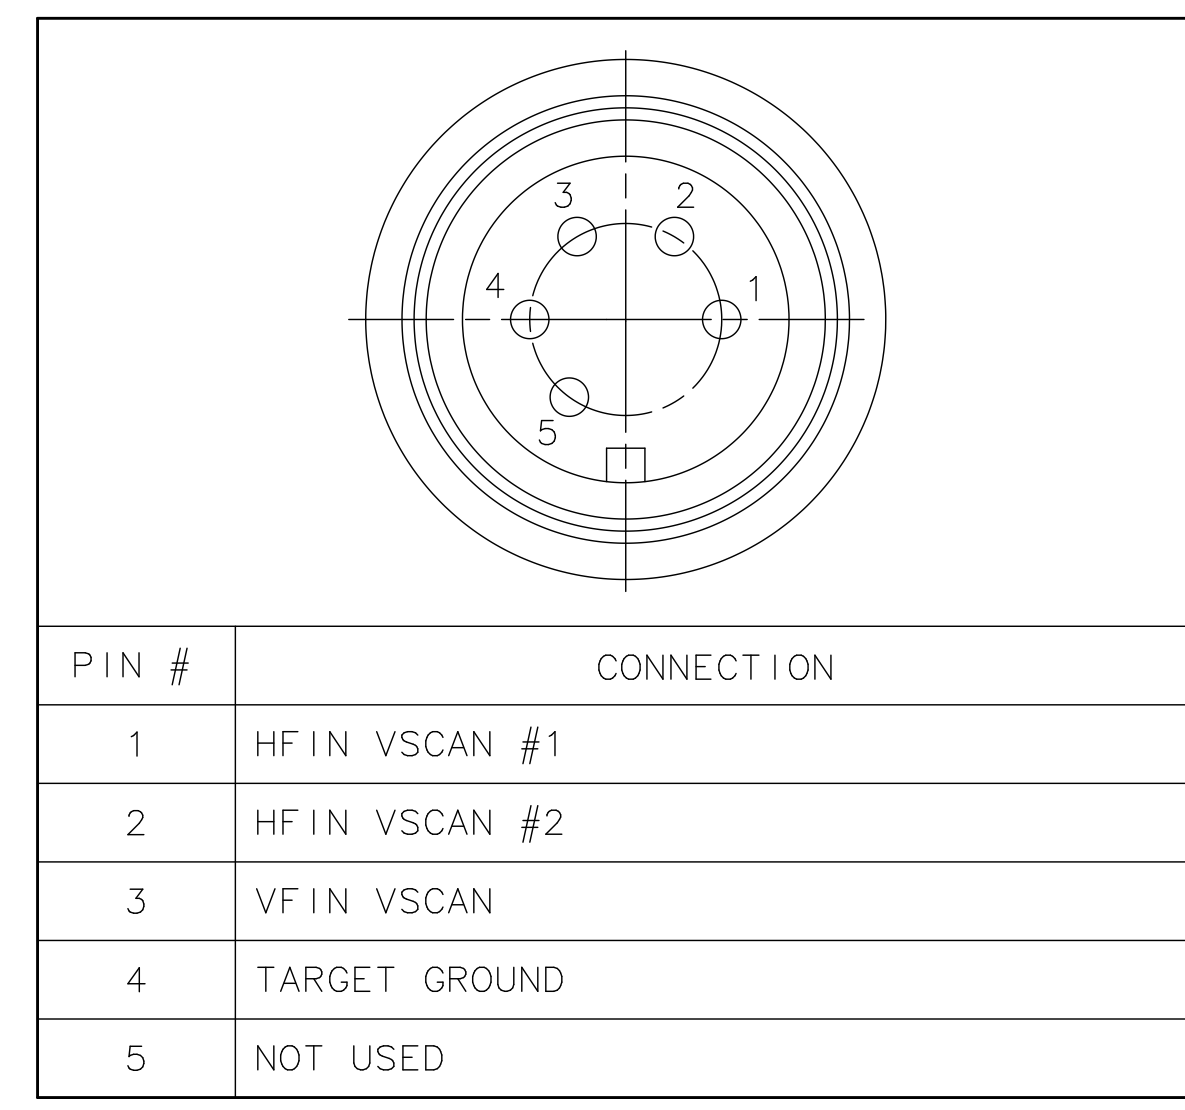 3 2
4 1
5
PIN # CONNECTION
1 HFIN VSCAN #1
2 HFIN VSCAN #2
3 VFIN VSCAN
4 TARGET GROUND
5 NOT USED